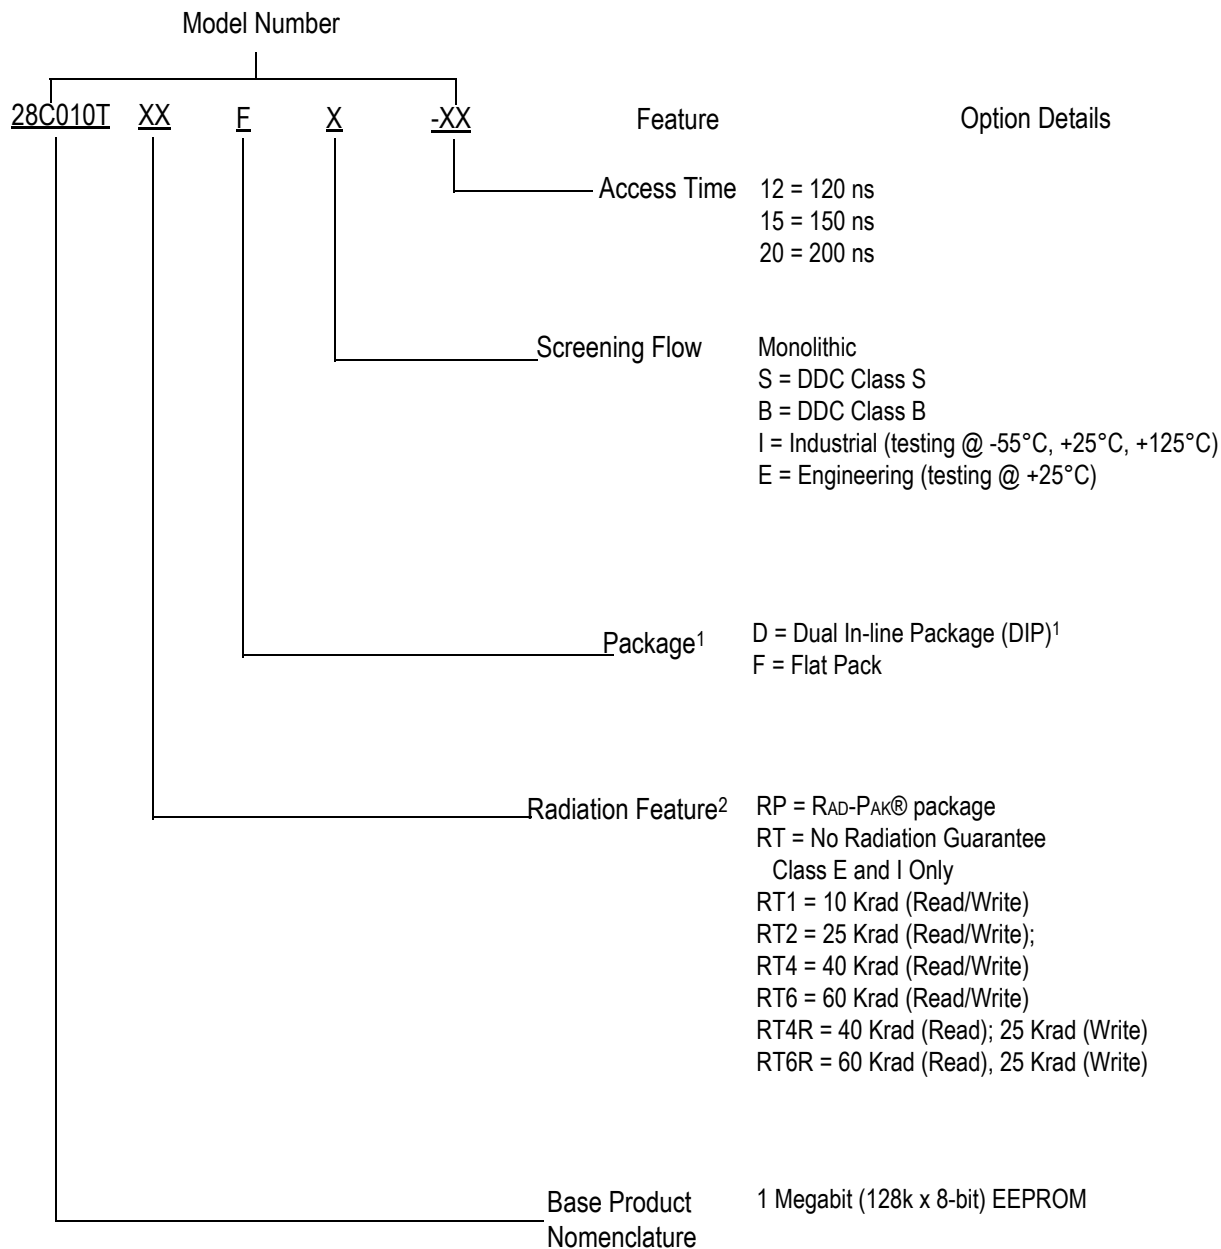 Model Number
28C010T XX F X -XX Feature Option Details
Access Time 12 = 120 ns
15 = 150 ns
20 = 200 ns
Screening Flow Monolithic
S = DDC Class S
B = DDC Class B
I = Industrial (testing @ -55°C, +25°C, +125°C)
E = Engineering (testing @ +25°C)
Package1 D = Dual In-line Package (DIP)1
F = Flat Pack
Radiation Feature2 RP = RAD-PAK® package
RT = No Radiation Guarantee
Class E and I Only
RT1 = 10 Krad (Read/Write)
RT2 = 25 Krad (Read/Write);
RT4 = 40 Krad (Read/Write)
RT6 = 60 Krad (Read/Write)
RT4R = 40 Krad (Read); 25 Krad (Write)
RT6R = 60 Krad (Read), 25 Krad (Write)
Base Product 1 Megabit (128k x 8-bit) EEPROM
Nomenclature